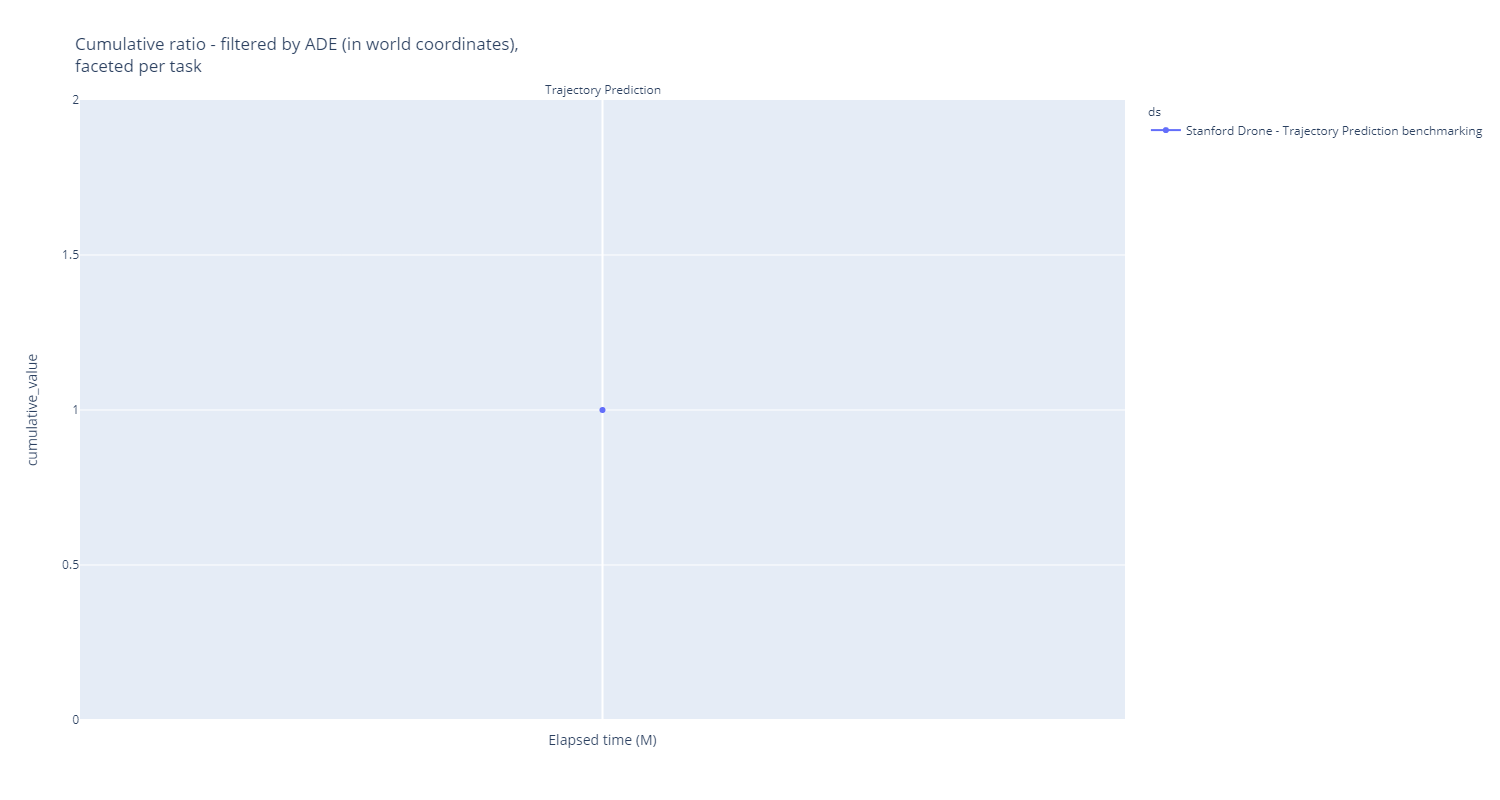 Cumulative ratio - filtered by ADE (in world coordinates),
faceted per task
Trajectory Prediction
2
1.5
1
0.5
0
cumulative_value
Elapsed time (M)
ds
Stanford Drone - Trajectory Prediction benchmarking